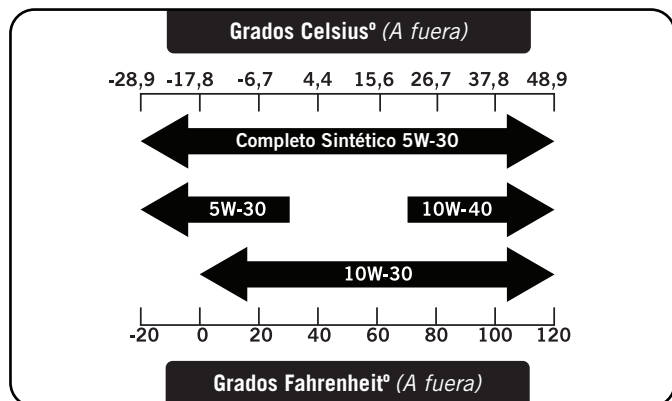 Grados Celsiusº (A fuera)
-28,9 -17,8 -6,7 4,4 15,6 26,7 37,8 48,9
Completo Sintético 5W-30
5W-30 10W-40
10W-30
-20 0 20 40 60 80 100 120
Grados Fahrenheitº (A fuera)